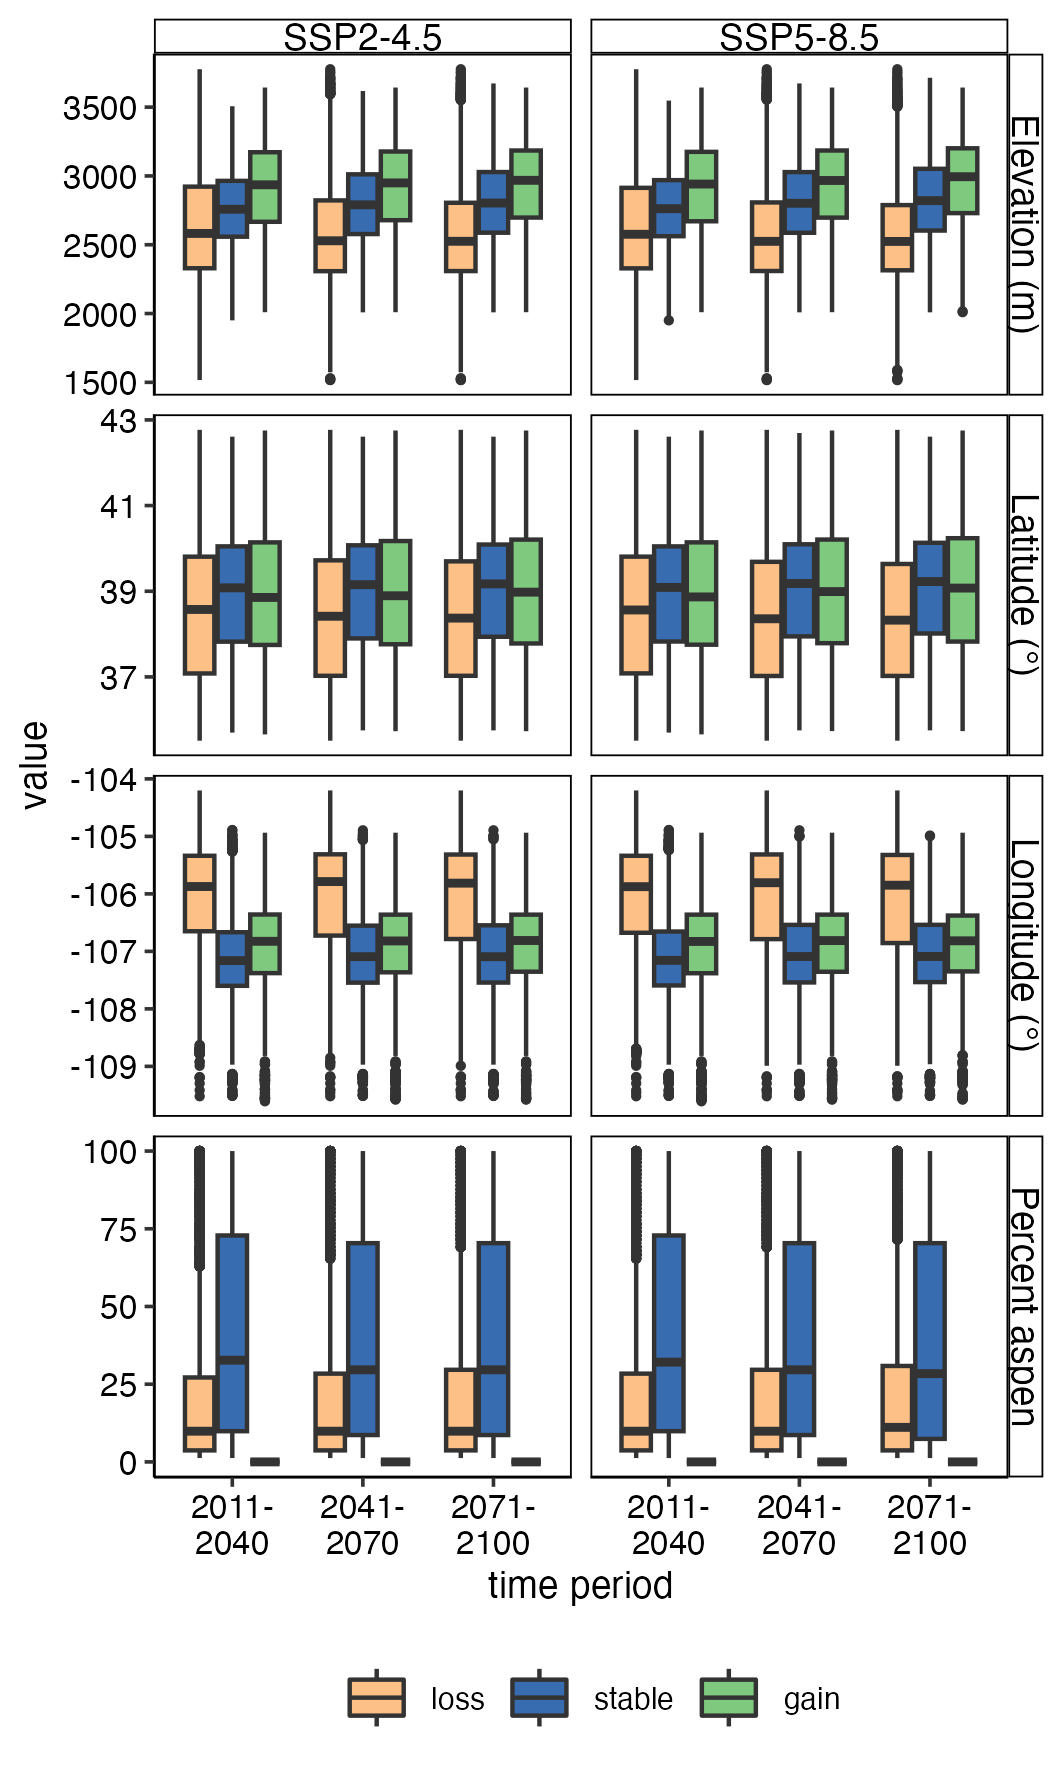 SSP2-4.5
SSP5-8.5
3500
3000
2500
2000
1500
Elevation (m)
43
41
39
37
Latitude (°)
value
-104
-105
-106
-107
-108
-109
Longitude (°)
100
75
50
25
0
Percent aspen
2011-
2040
2041-
2070
2071-
2100
2011-
2040
2041-
2070
2071-
2100
time period
loss
stable
gain